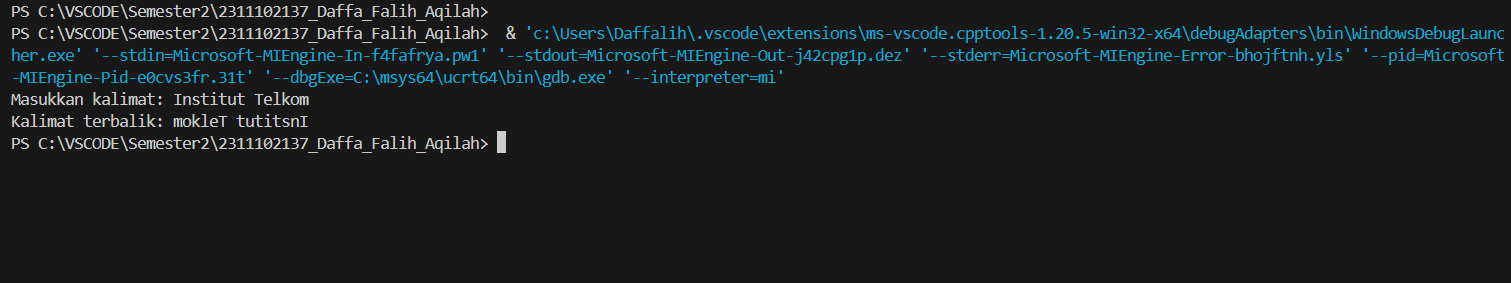 PS C:\VSCODE\Semester2\2311102137_Daffa_Falih_Aqilah>
PS C:\VSCODE\Semester2\2311102137_Daffa_Falih_Aqilah>  & 'c:\Users\Daffalih\.vscode\extensions\ms-vscode.cpptools-1.20.5-win32-x64\debugAdapters\bin\WindowsDebugLaunc
her.exe' '--stdin=Microsoft-MIEngine-In-f4fafrya.pw1' '--stdout=Microsoft-MIEngine-Out-j42cpg1p.dez' '--stderr=Microsoft-MIEngine-Error-bhojftnh.yls' '--pid=Microsoft
-MIEngine-Pid-e0cvs3fr.31t' '--dbgExe=C:\msys64\ucrt64\bin\gdb.exe' '--interpreter=mi'
Masukkan kalimat: Institut Telkom
Kalimat terbalik: mokleT tutitsnI
PS C:\VSCODE\Semester2\2311102137_Daffa_Falih_Aqilah>